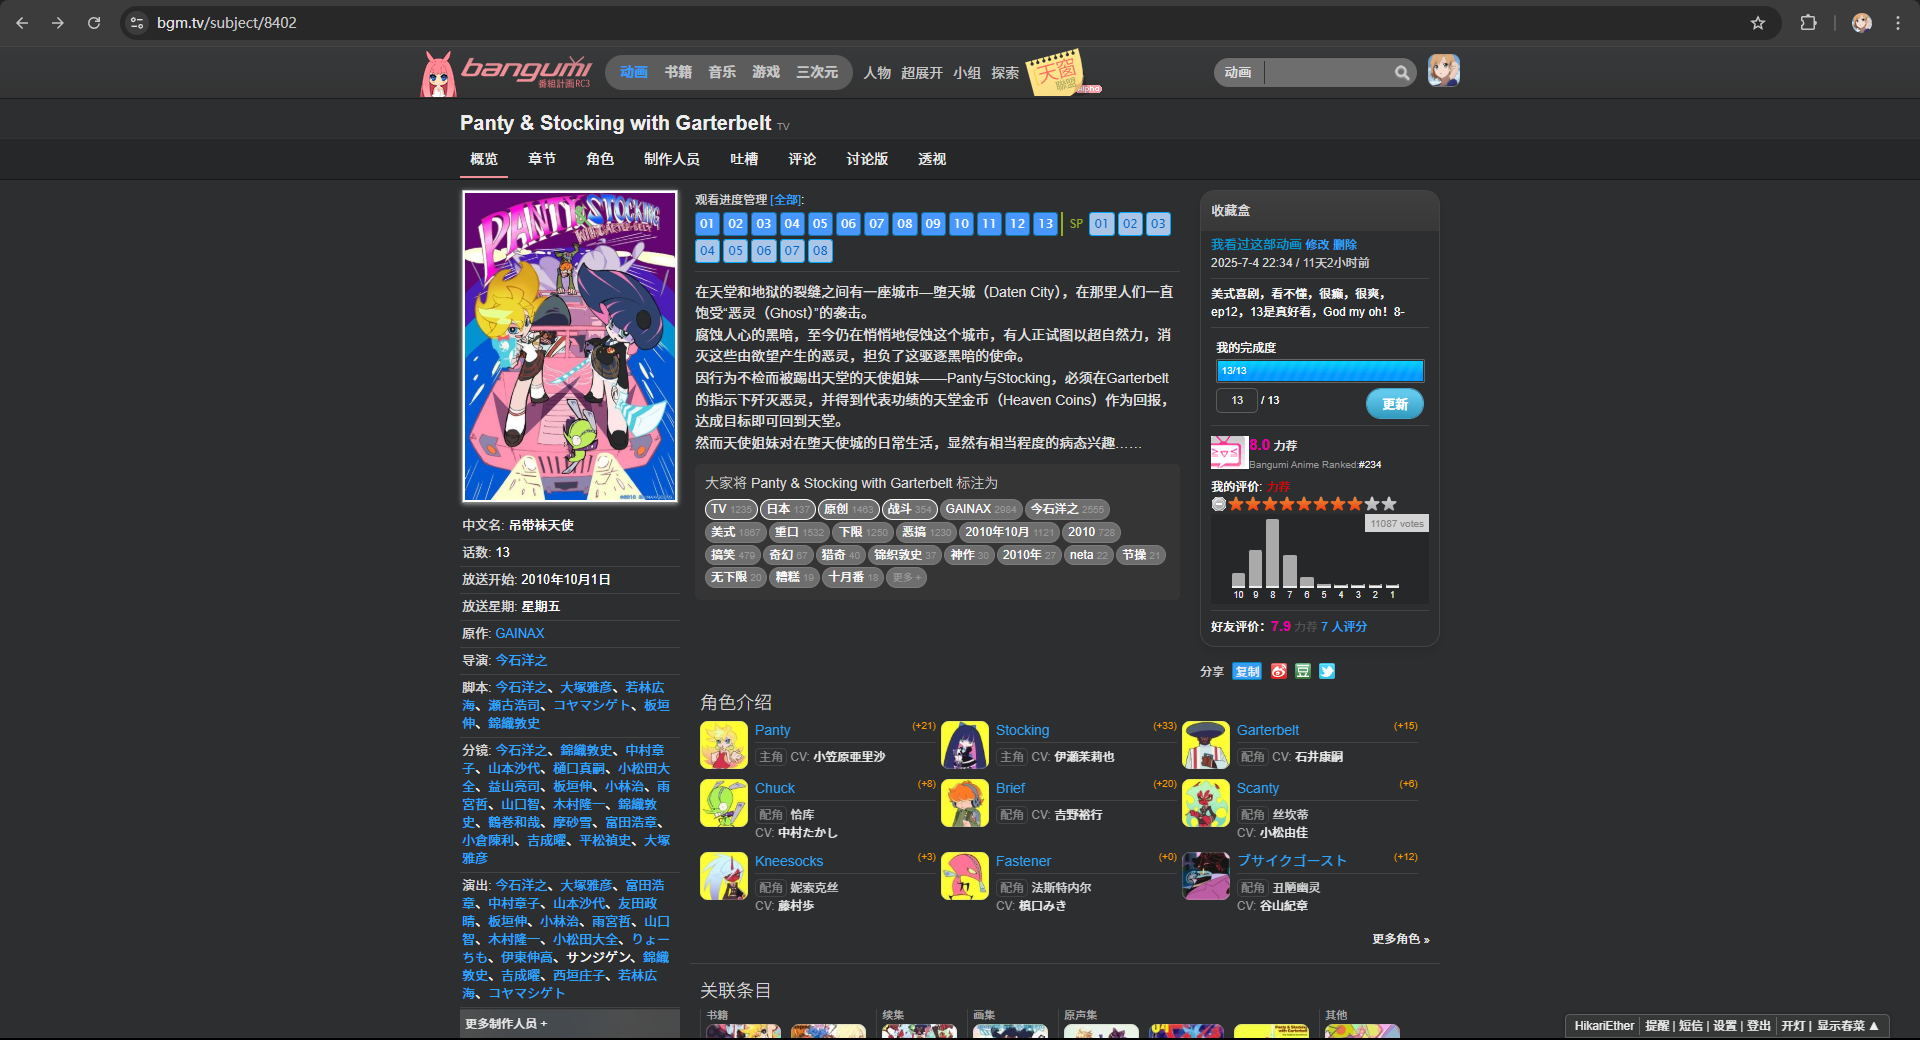 bgm.tv/subject/8402
bangumi
番組計画RC3
动画 书籍 音乐 游戏 三次元 人物 超展开 小组 探索
天窗
聯盟
alpha
动画
Panty & Stocking with Garterbelt TV
概览 章节 角色 制作人员 吐槽 评论 讨论版 透视
PANTY & STOCKING
WITH GARTERBELT
中文名: 吊带袜天使
话数: 13
放送开始: 2010年10月1日
放送星期: 星期五
原作: GAINAX
导演: 今石洋之
脚本: 今石洋之、大塚雅彦、若林広
海、瀬古浩司、コヤマシゲト、板垣
伸、錦織敦史
分镜: 今石洋之、錦織敦史、中村章
子、山本沙代、樋口真嗣、小松田大
全、益山亮司、板垣伸、小林治、雨
宮哲、山口智、木村隆一、錦織敦
史、鶴巻和哉、摩砂雪、富田浩章、
小倉陳利、吉成曜、平松禎史、大塚
雅彦
演出: 今石洋之、大塚雅彦、富田浩
章、中村章子、山本沙代、友田政
晴、板垣伸、小林治、雨宮哲、山口
智、木村隆一、小松田大全、りょー
ちも、伊東伸高、サンジゲン、錦織
敦史、吉成曜、西垣庄子、若林広
海、コヤマシゲト
更多制作人员 +
观看进度管理 [全部]:
01 02 03 04 05 06 07 08 09 10 11 12 13 SP 01 02 03
04 05 06 07 08
在天堂和地狱的裂缝之间有一座城市—堕天城（Daten City），在那里人们一直
饱受“恶灵（Ghost）”的袭击。
腐蚀人心的黑暗，至今仍在悄悄地侵蚀这个城市，有人正试图以超自然力，消
灭这些由欲望产生的恶灵，担负了这驱逐黑暗的使命。
因行为不检而被踢出天堂的天使姐妹——Panty与Stocking，必须在Garterbelt
的指示下歼灭恶灵，并得到代表功绩的天堂金币（Heaven Coins）作为回报，
达成目标即可回到天堂。
然而天使姐妹对在堕天使城的日常生活，显然有相当程度的病态兴趣……
大家将 Panty & Stocking with Garterbelt 标注为
TV 1235 日本 137 原创 1463 战斗 354 GAINAX 2984 今石洋之 2555
美式 1867 重口 1532 下限 1250 恶搞 1230 2010年10月 1121 2010 728
搞笑 479 奇幻 67 猎奇 40 锦织敦史 37 神作 30 2010年 27 neta 22 节操 21
无下限 20 糟糕 19 十月番 18 更多 +
收藏盒
我看过这部动画 修改 删除
2025-7-4 22:34 / 11天2小时前
美式喜剧，看不懂，很癫，很爽，
ep12，13是真好看，God my oh！8-
我的完成度
13/13
13 / 13
更新
8.0 力荐
Bangumi Anime Ranked:#234
我的评价: 力荐
11087 votes
10 9 8 7 6 5 4 3 2 1
好友评价: 7.9 力荐 7 人评分
分享 复制 豆
角色介绍
Panty (+21)
主角 CV: 小笠原亜里沙
Stocking (+33)
主角 CV: 伊瀬茉莉也
Garterbelt (+15)
配角 CV: 石井康嗣
Chuck (+8)
配角 恰库
CV: 中村たかし
Brief (+20)
配角 CV: 吉野裕行
Scanty (+6)
配角 丝坎蒂
CV: 小松由佳
Kneesocks (+3)
配角 妮索克丝
CV: 藤村歩
Fastener (+0)
配角 法斯特内尔
CV: 槙口みき
ブサイクゴースト (+12)
配角 丑陋幽灵
CV: 谷山紀章
更多角色 »
关联条目
书籍 续集 画集 原声集 其他
HikariEther 提醒 | 短信 | 设置 | 登出 开灯 | 显示春菜 ▲